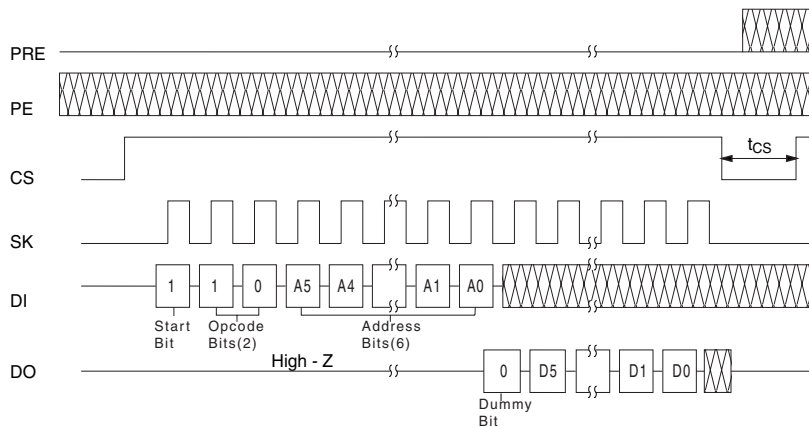 PRE
PE
tCS
CS
SK
DI
1 1 0 A5 A4 A1 A0
Start Bit
Opcode Bits(2)
Address Bits(6)
High - Z
DO
0 D5 D1 D0
Dummy Bit